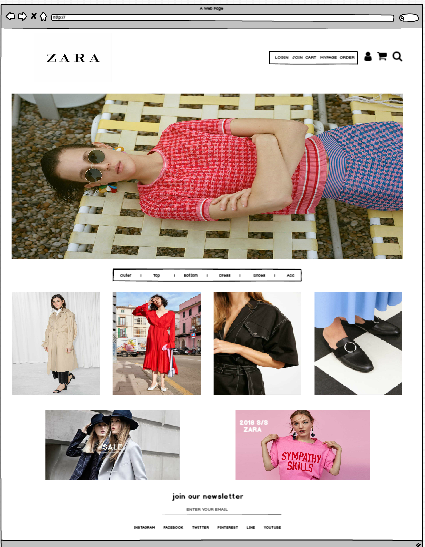 A Web Page
http://
ZARA
LOGIN JOIN CART MYPAGE ORDER
Outer | Top | Bottom | Dress | Shoes | Acc
SALE
2018 S/S
ZARA
SYMPATHY
SKILLS
join our newsletter
ENTER YOUR EMAIL
INSTAGRAM FACEBOOK TWITTER PINTEREST LINE YOUTUBE